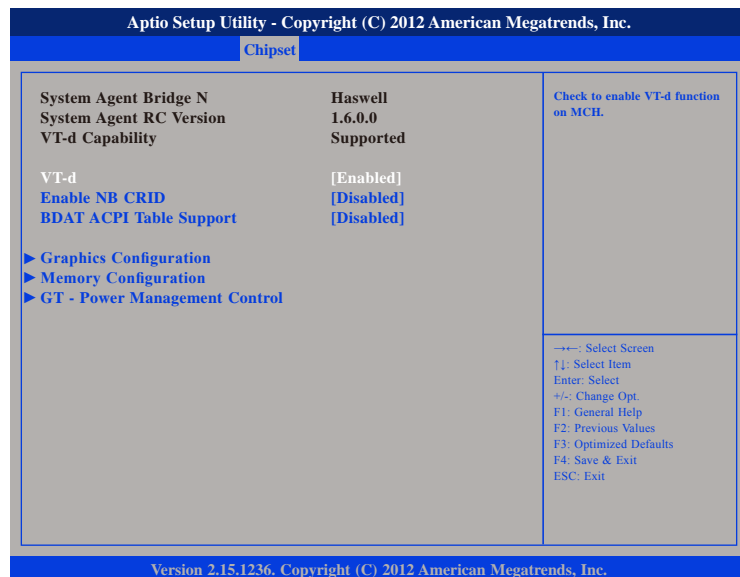 Aptio Setup Utility - Copyright (C) 2012 American Megatrends, Inc.
Chipset
System Agent Bridge N Haswell
System Agent RC Version 1.6.0.0
VT-d Capability Supported
VT-d [Enabled]
Enable NB CRID [Disabled]
BDAT ACPI Table Support [Disabled]
▶ Graphics Configuration
▶ Memory Configuration
▶ GT - Power Management Control
Check to enable VT-d function
on MCH.
→←: Select Screen
↑↓: Select Item
Enter: Select
+/-: Change Opt.
F1: General Help
F2: Previous Values
F3: Optimized Defaults
F4: Save & Exit
ESC: Exit
Version 2.15.1236. Copyright (C) 2012 American Megatrends, Inc.